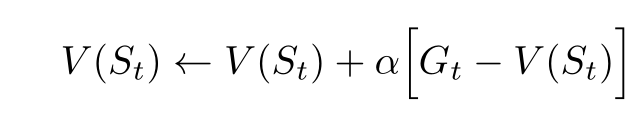 V(S_t) ← V(S_t) + α[G_t − V(S_t)]